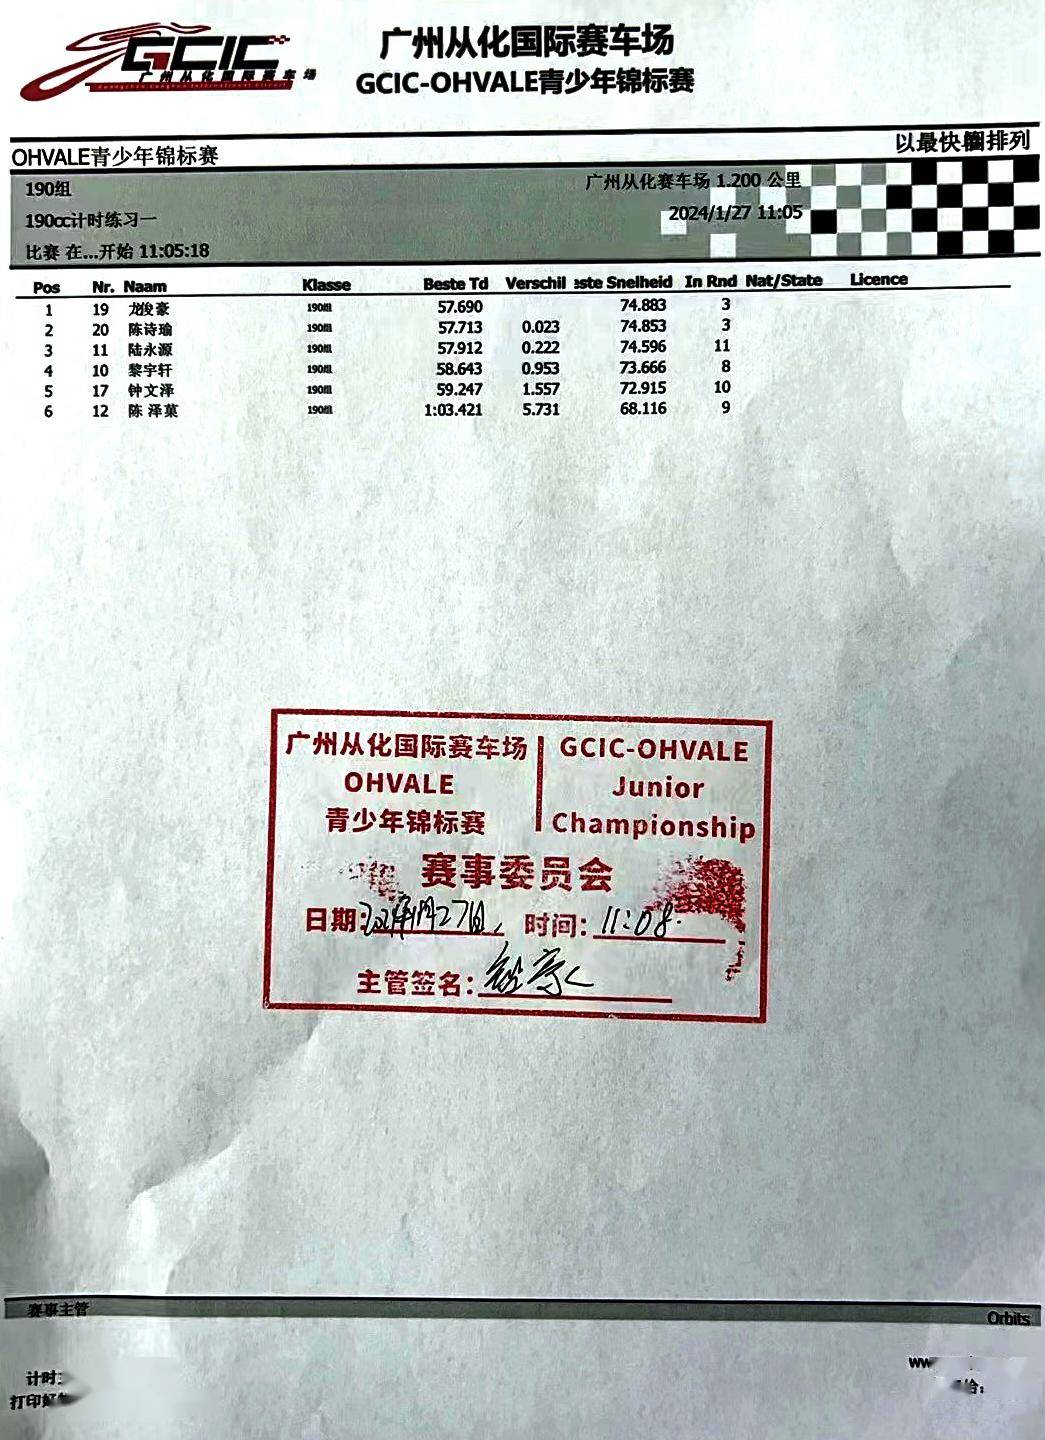 GCIC
广州从化国际赛车场
广州从化国际赛车场
GCIC-OHVALE青少年锦标赛
OHVALE青少年锦标赛
以最快圈排列
190组
广州从化赛车场 1.200 公里
190cc计时练习一
2024/1/27 11:05
比赛 在...开始 11:05:18
Pos Nr. Naam Klasse Beste Td Verschil este Snelheid In Rnd Nat/State Licence
1 19 龙俊豪 190组 57.690 74.883 3
2 20 陈诗瑜 190组 57.713 0.023 74.853 3
3 11 陆永源 190组 57.912 0.222 74.596 11
4 10 黎宇轩 190组 58.643 0.953 73.666 8
5 17 钟文泽 190组 59.247 1.557 72.915 10
6 12 陈 泽菓 190组 1:03.421 5.731 68.116 9
广州从化国际赛车场
OHVALE
青少年锦标赛
GCIC-OHVALE
Junior
Championship
赛事委员会
日期:2024年1月27日 时间: 11:08
主管签名:
赛事主管
Orbits
计时
打印